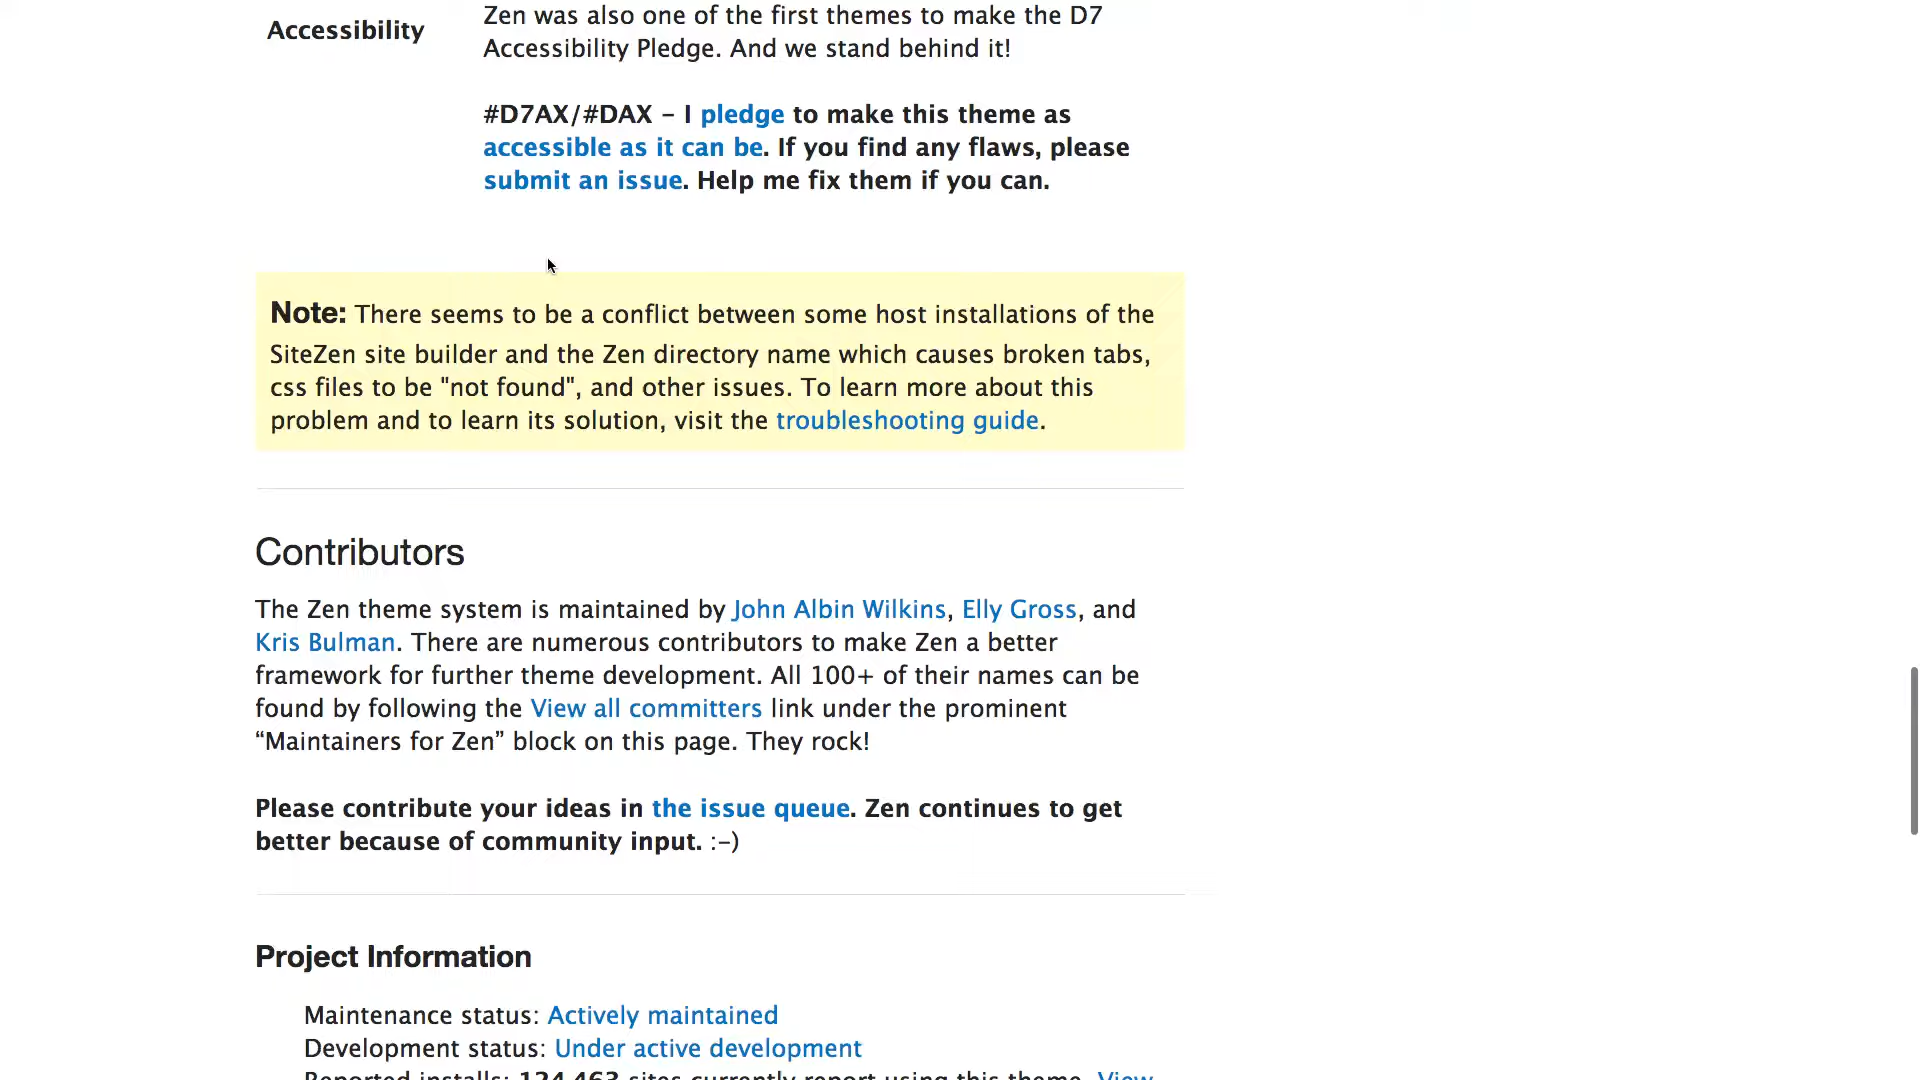 Accessibility
Zen was also one of the first themes to make the D7
Accessibility Pledge. And we stand behind it!
#D7AX/#DAX – I pledge to make this theme as
accessible as it can be. If you find any flaws, please
submit an issue. Help me fix them if you can.
Note: There seems to be a conflict between some host installations of the
SiteZen site builder and the Zen directory name which causes broken tabs,
css files to be "not found", and other issues. To learn more about this
problem and to learn its solution, visit the troubleshooting guide.
Contributors
The Zen theme system is maintained by John Albin Wilkins, Elly Gross, and
Kris Bulman. There are numerous contributors to make Zen a better
framework for further theme development. All 100+ of their names can be
found by following the View all committers link under the prominent
“Maintainers for Zen” block on this page. They rock!
Please contribute your ideas in the issue queue. Zen continues to get
better because of community input. :-)
Project Information
Maintenance status: Actively maintained
Development status: Under active development
Reported installs: 124,463 sites currently report using this theme. View